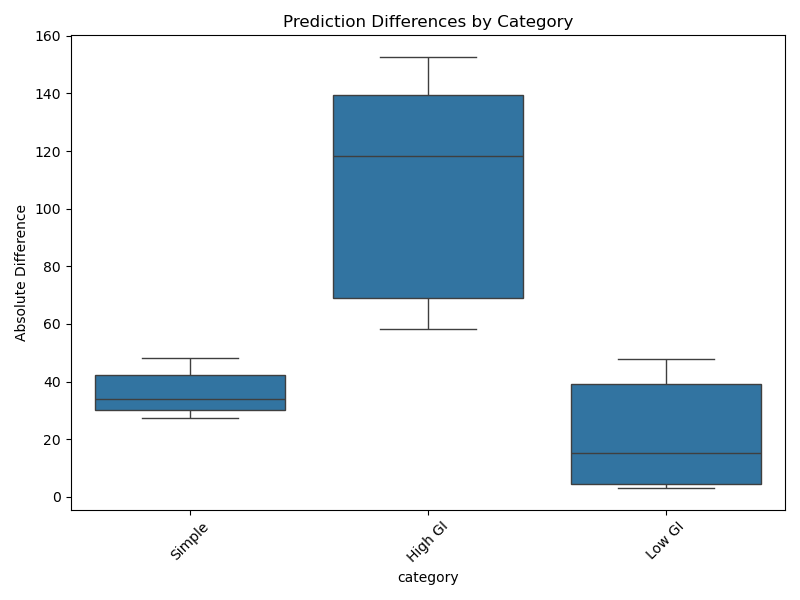 Prediction Differences by Category
Absolute Difference
160
140
120
100
80
60
40
20
0
Simple
High GI
Low GI
category